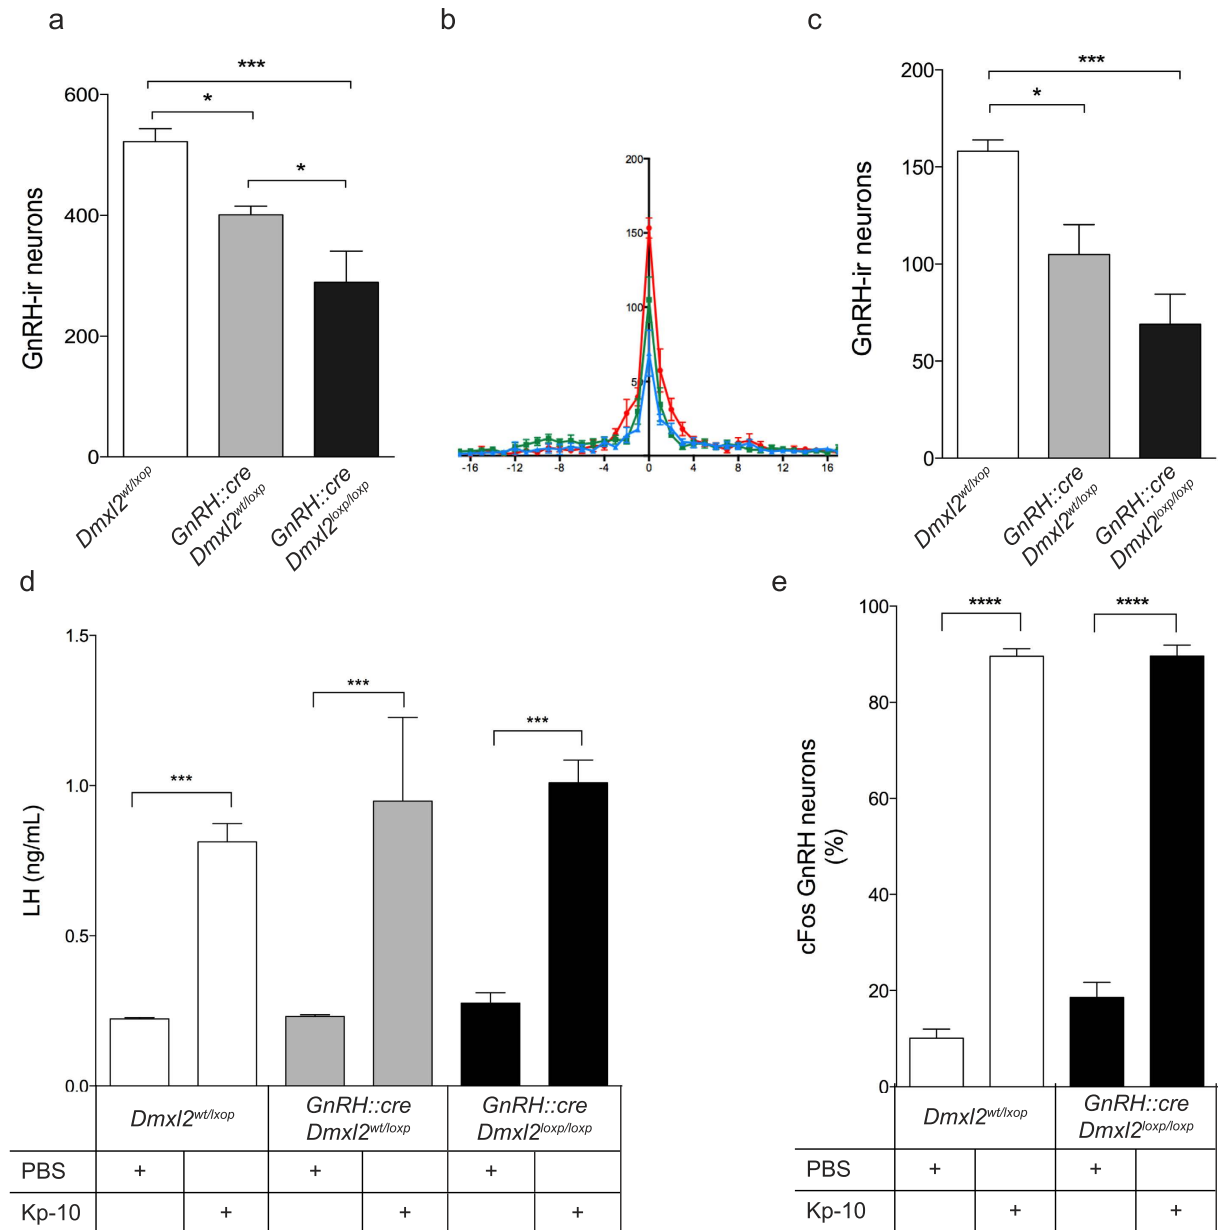 a
b
c
***
*
*
600
400
200
0
GnRH-ir neurons
Dmxl2wt/lxop
GnRH::cre
Dmxl2wt/loxp
GnRH::cre
Dmxl2loxp/loxp
200
150
100
50
-16
-12
-8
-4
0
4
8
12
16
***
*
200
150
100
50
0
GnRH-ir neurons
Dmxl2wt/lxop
GnRH::cre
Dmxl2wt/loxp
GnRH::cre
Dmxl2loxp/loxp
d
1.5
1.0
0.5
0.0
LH (ng/mL)
***
***
***
Dmxl2wt/lxop
GnRH::cre
Dmxl2wt/loxp
GnRH::cre
Dmxl2loxp/loxp
PBS + + +
Kp-10 + + +
e
100
80
60
40
20
0
cFos GnRH neurons
(%)
****
****
Dmxl2wt/lxop
GnRH::cre
Dmxl2loxp/loxp
PBS + +
Kp-10 + +